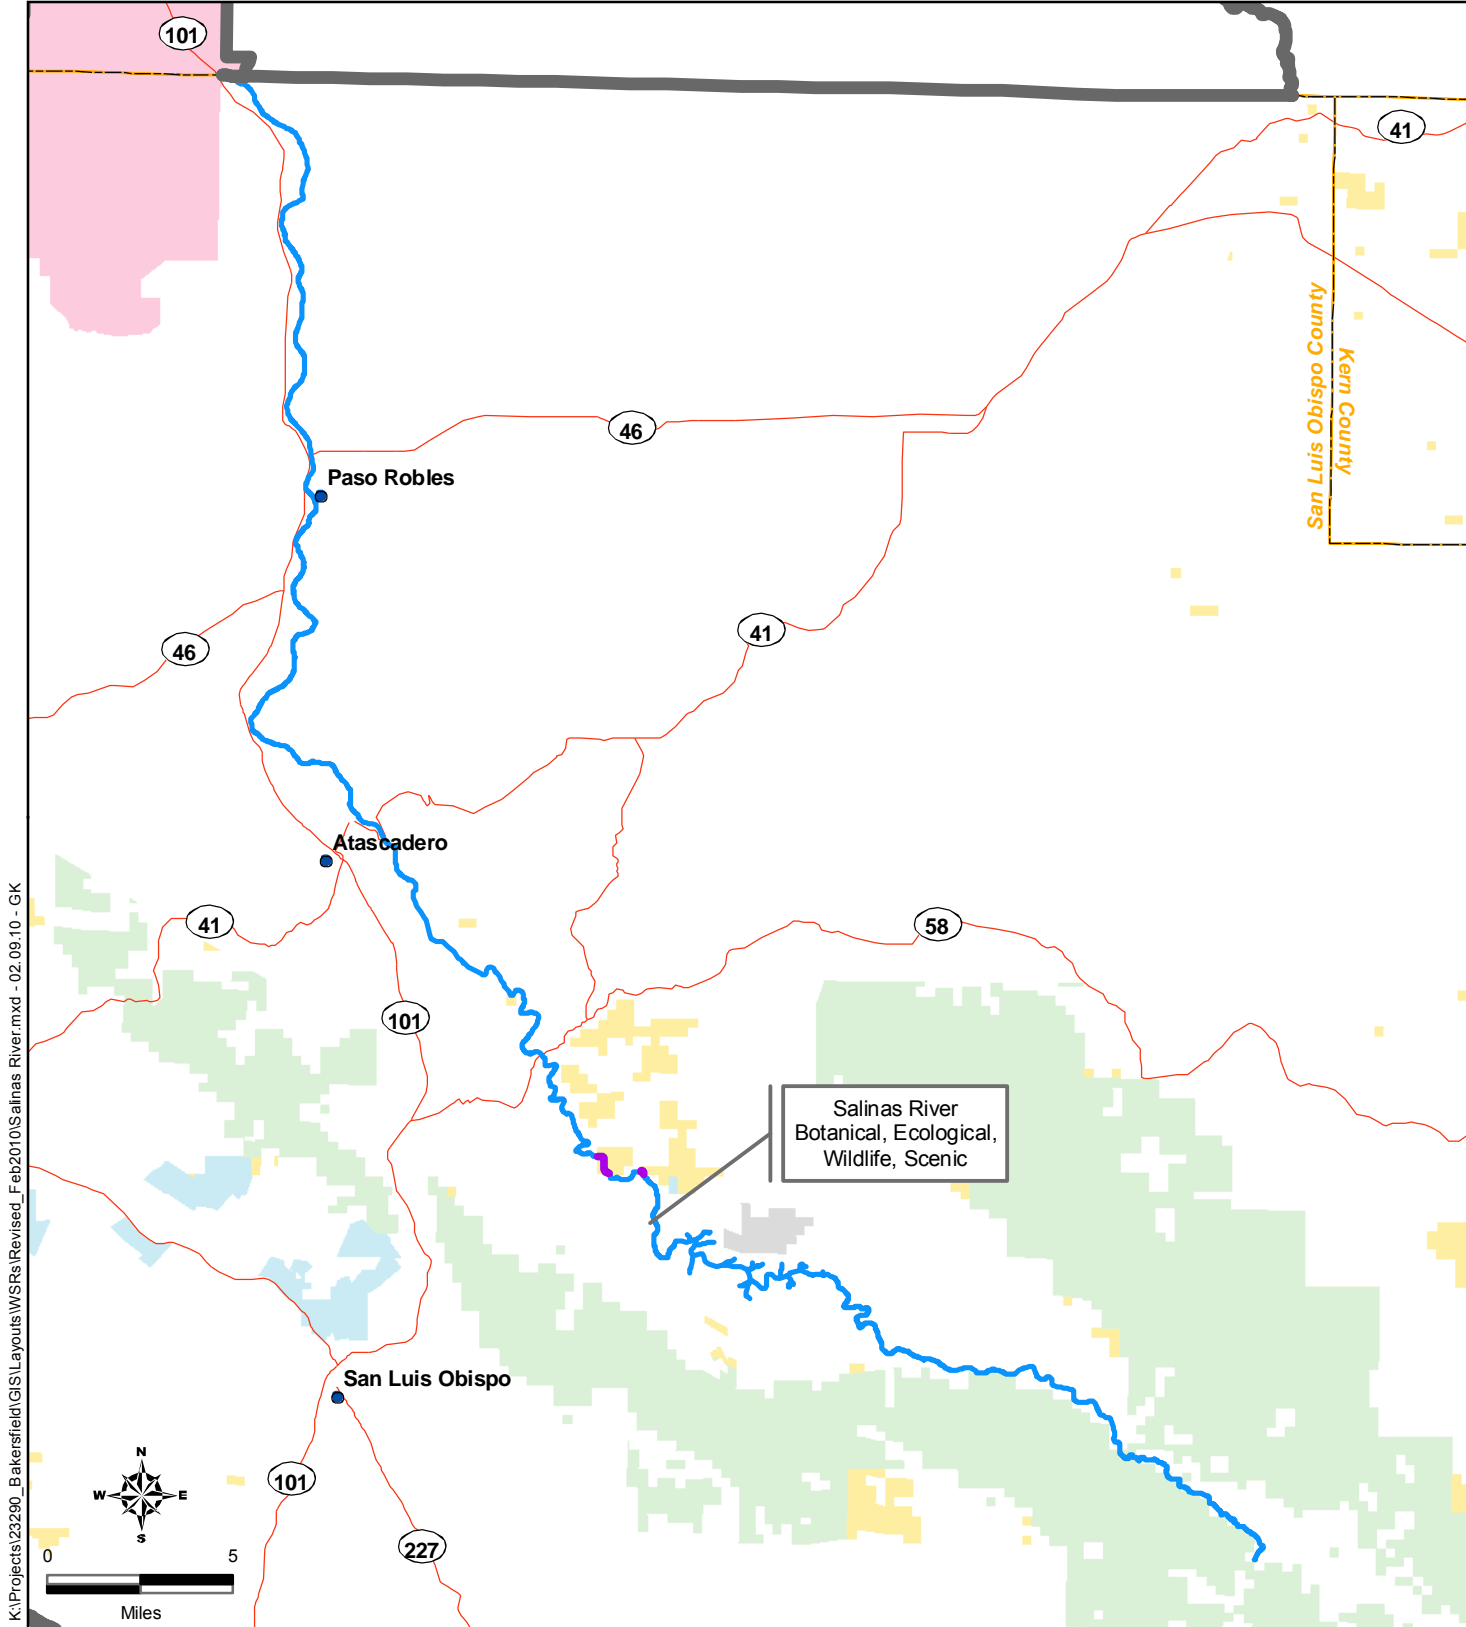 101
41
San Luis Obispo County
Kern County
46
Paso Robles
41
46
Atascadero
41
58
101
Salinas River
Botanical, Ecological,
Wildlife, Scenic
San Luis Obispo
N
W E
S
101
227
0 5
Miles
K:\Projects\23290_Bakersfield\GIS\Layouts\WSRs\Revised_Feb2010\Salinas River.mxd - 02.09.10 - GK